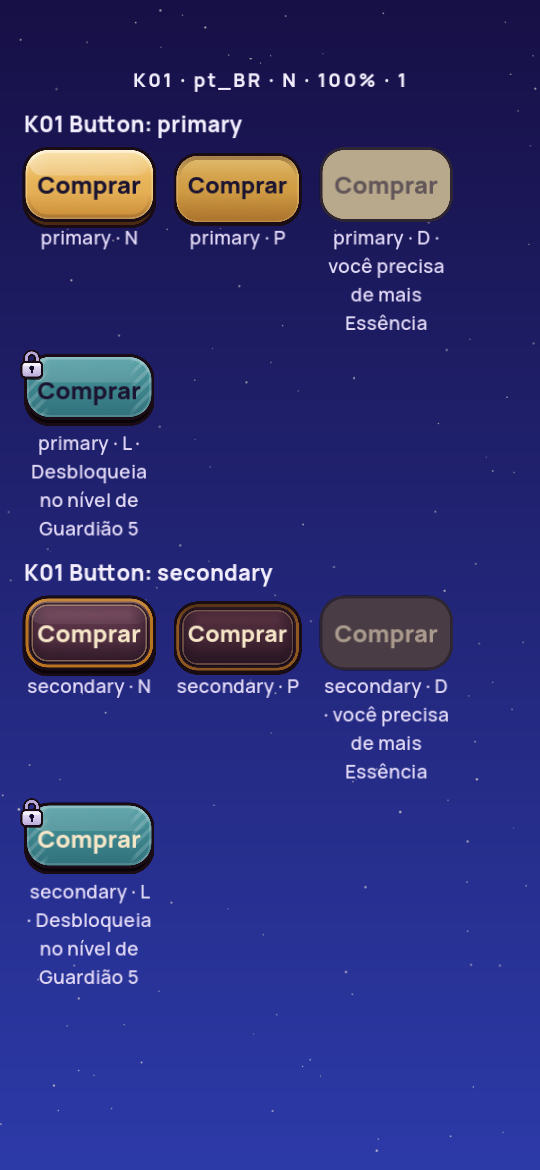 K01 · pt_BR · N · 100% · 1
K01 Button: primary
Comprar Comprar Comprar
primary · N
primary · P
primary · D ·
você precisa
de mais
Essência
Comprar
primary · L ·
Desbloqueia
no nível de
Guardião 5
K01 Button: secondary
Comprar Comprar Comprar
secondary · N
secondary · P
secondary · D
· você precisa
de mais
Essência
Comprar
secondary · L
· Desbloqueia
no nível de
Guardião 5